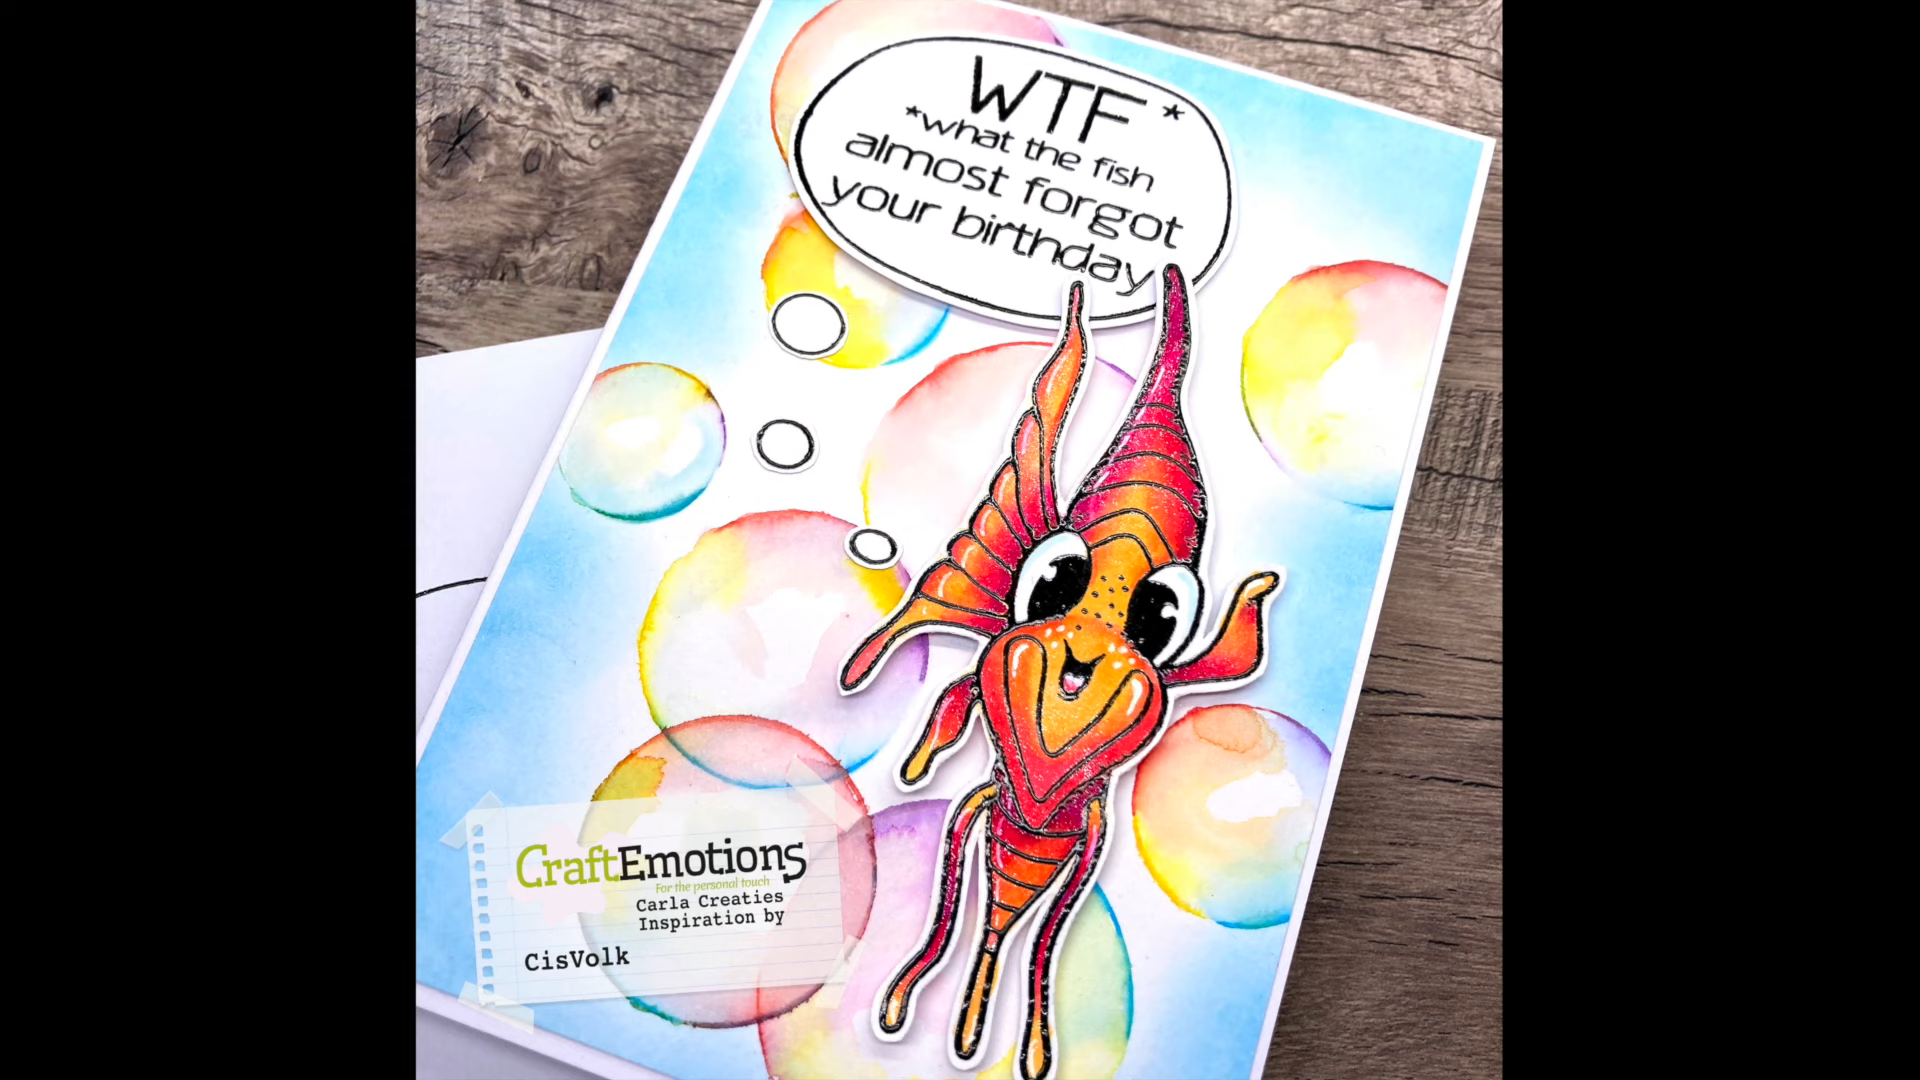 WTF *
*what the fish
almost forgot
your birthday
CraftEmotions
For the personal touch
Carla Creaties
Inspiration by
CisVolk